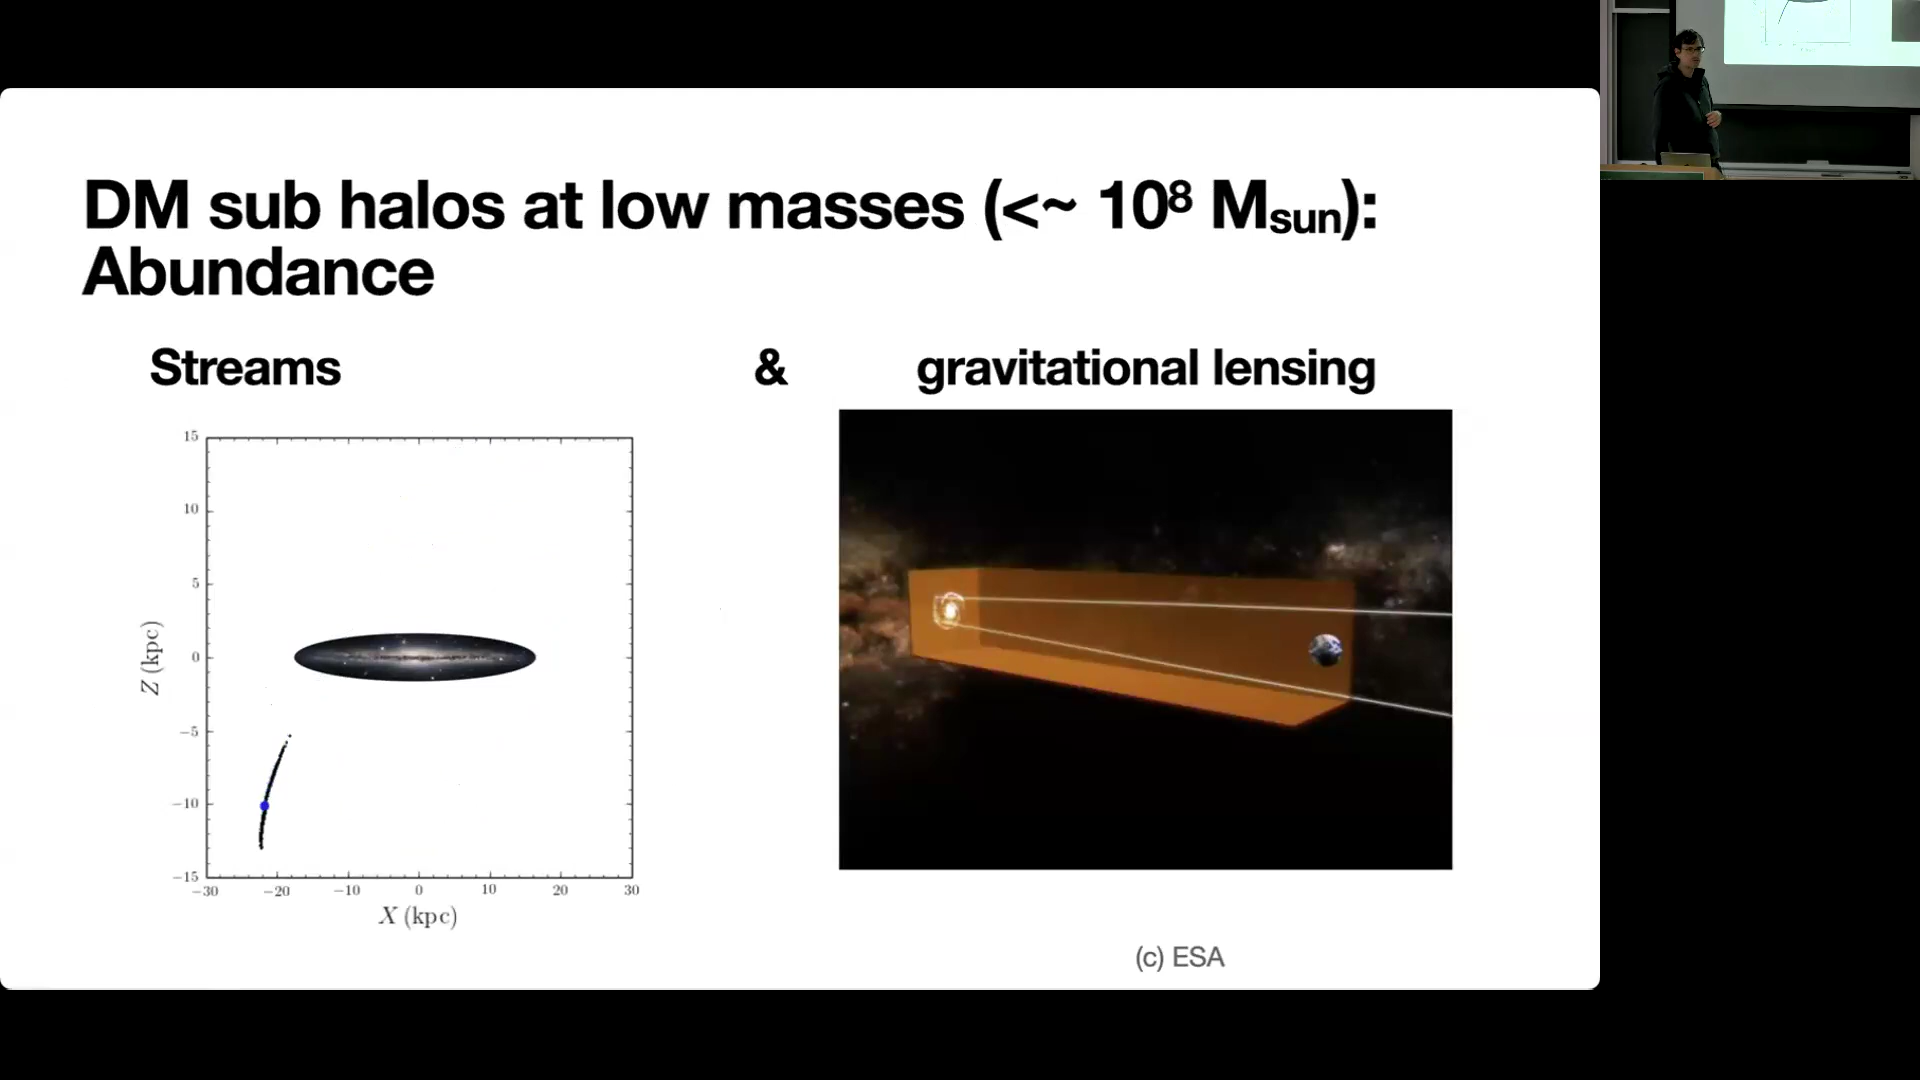 DM sub halos at low masses (<~ 10⁸ Msun):
Abundance
Streams & gravitational lensing
15
10
5
0
−5
−10
−15
Z (kpc)
−30 −20 −10 0 10 20 30
X (kpc)
(c) ESA